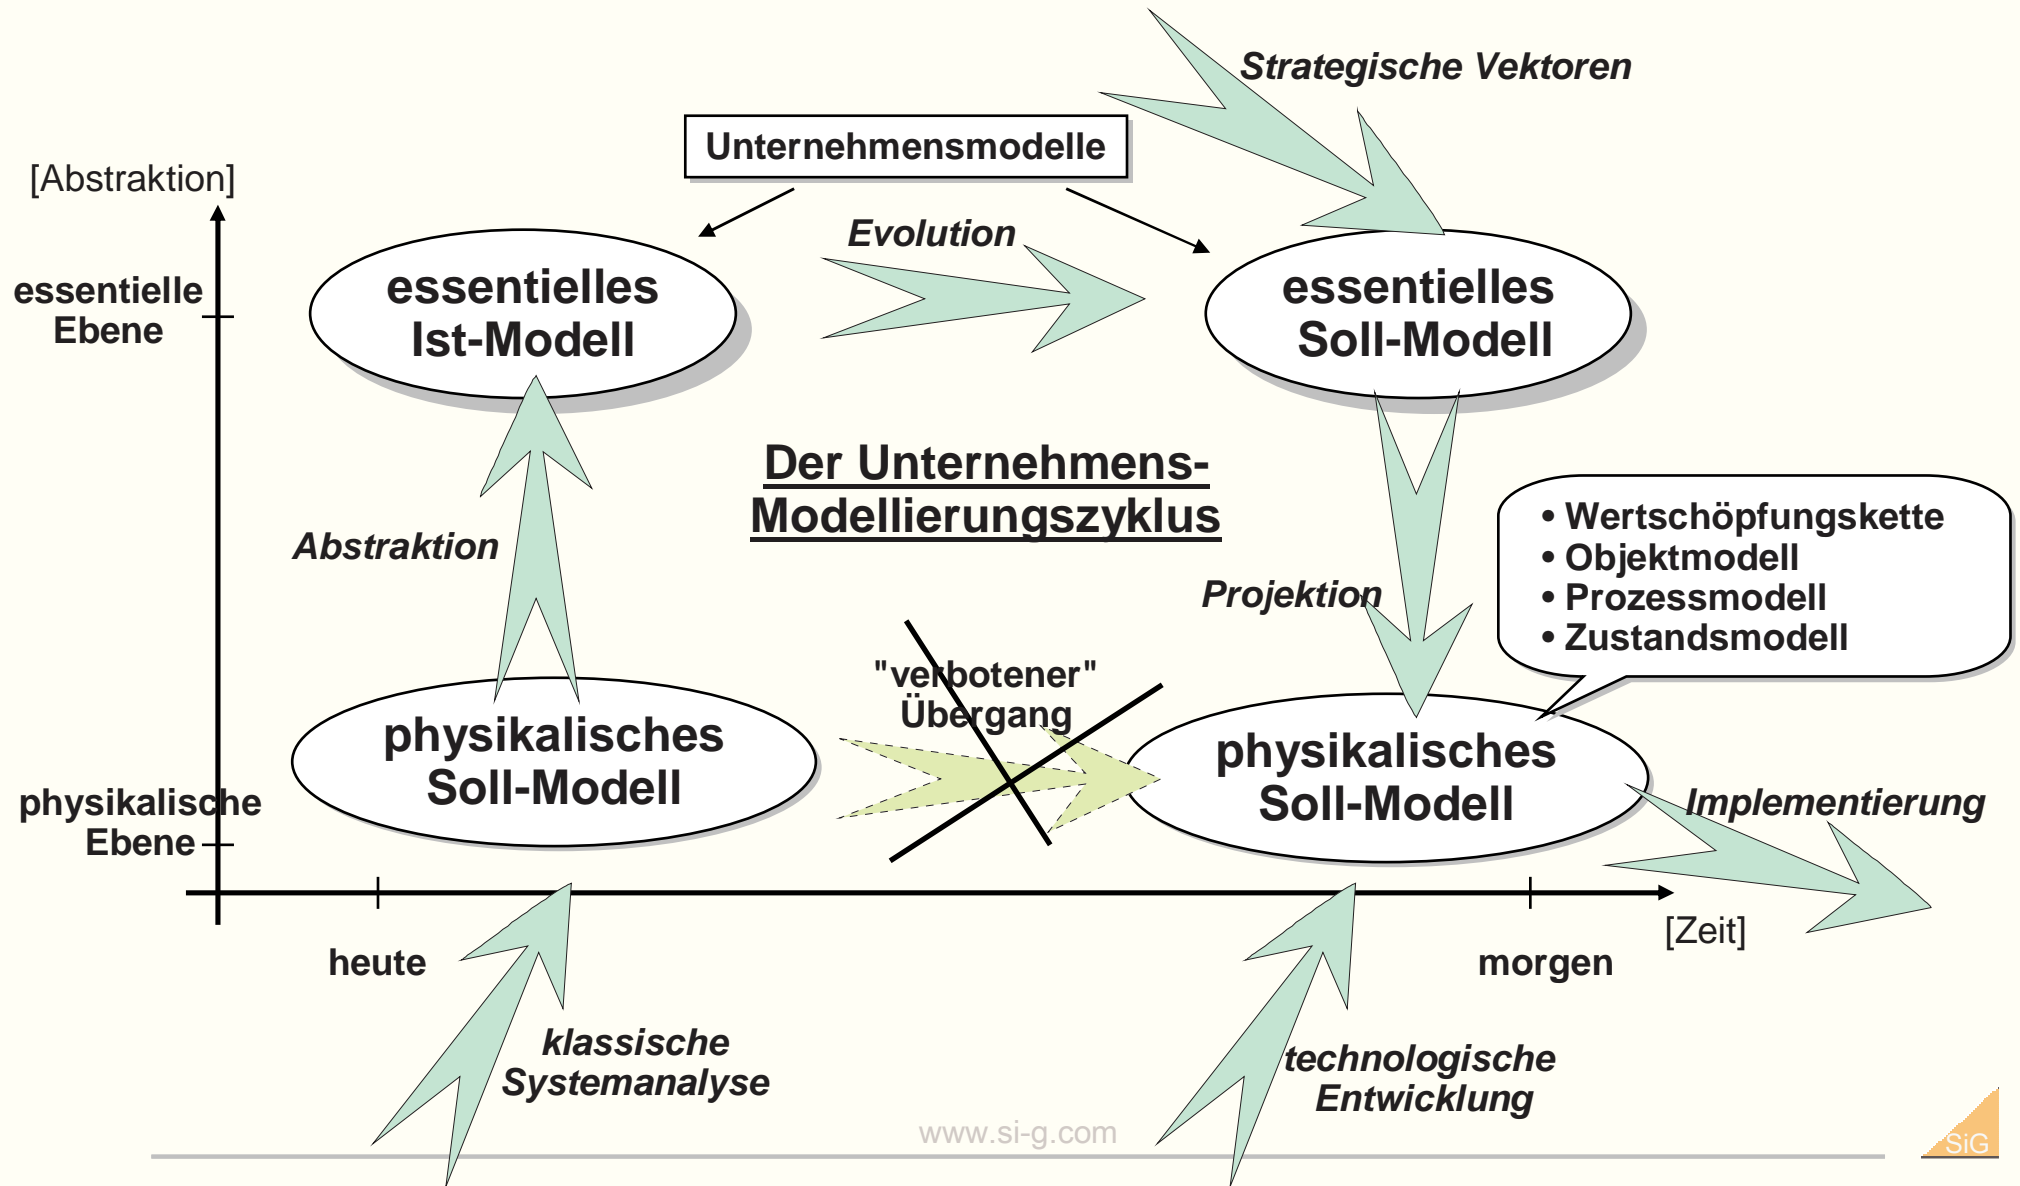 Strategische Vektoren
Unternehmensmodelle
[Abstraktion]
Evolution
essentielle
Ebene
essentielles
Ist-Modell
essentielles
Soll-Modell
Der Unternehmens-
Modellierungszyklus
Abstraktion
Projektion
• Wertschöpfungskette
• Objektmodell
• Prozessmodell
• Zustandsmodell
"verbotener"
Übergang
physikalisches
Soll-Modell
physikalisches
Soll-Modell
physikalische
Ebene
Implementierung
heute
morgen
[Zeit]
klassische
Systemanalyse
technologische
Entwicklung
www.si-g.com
SiG